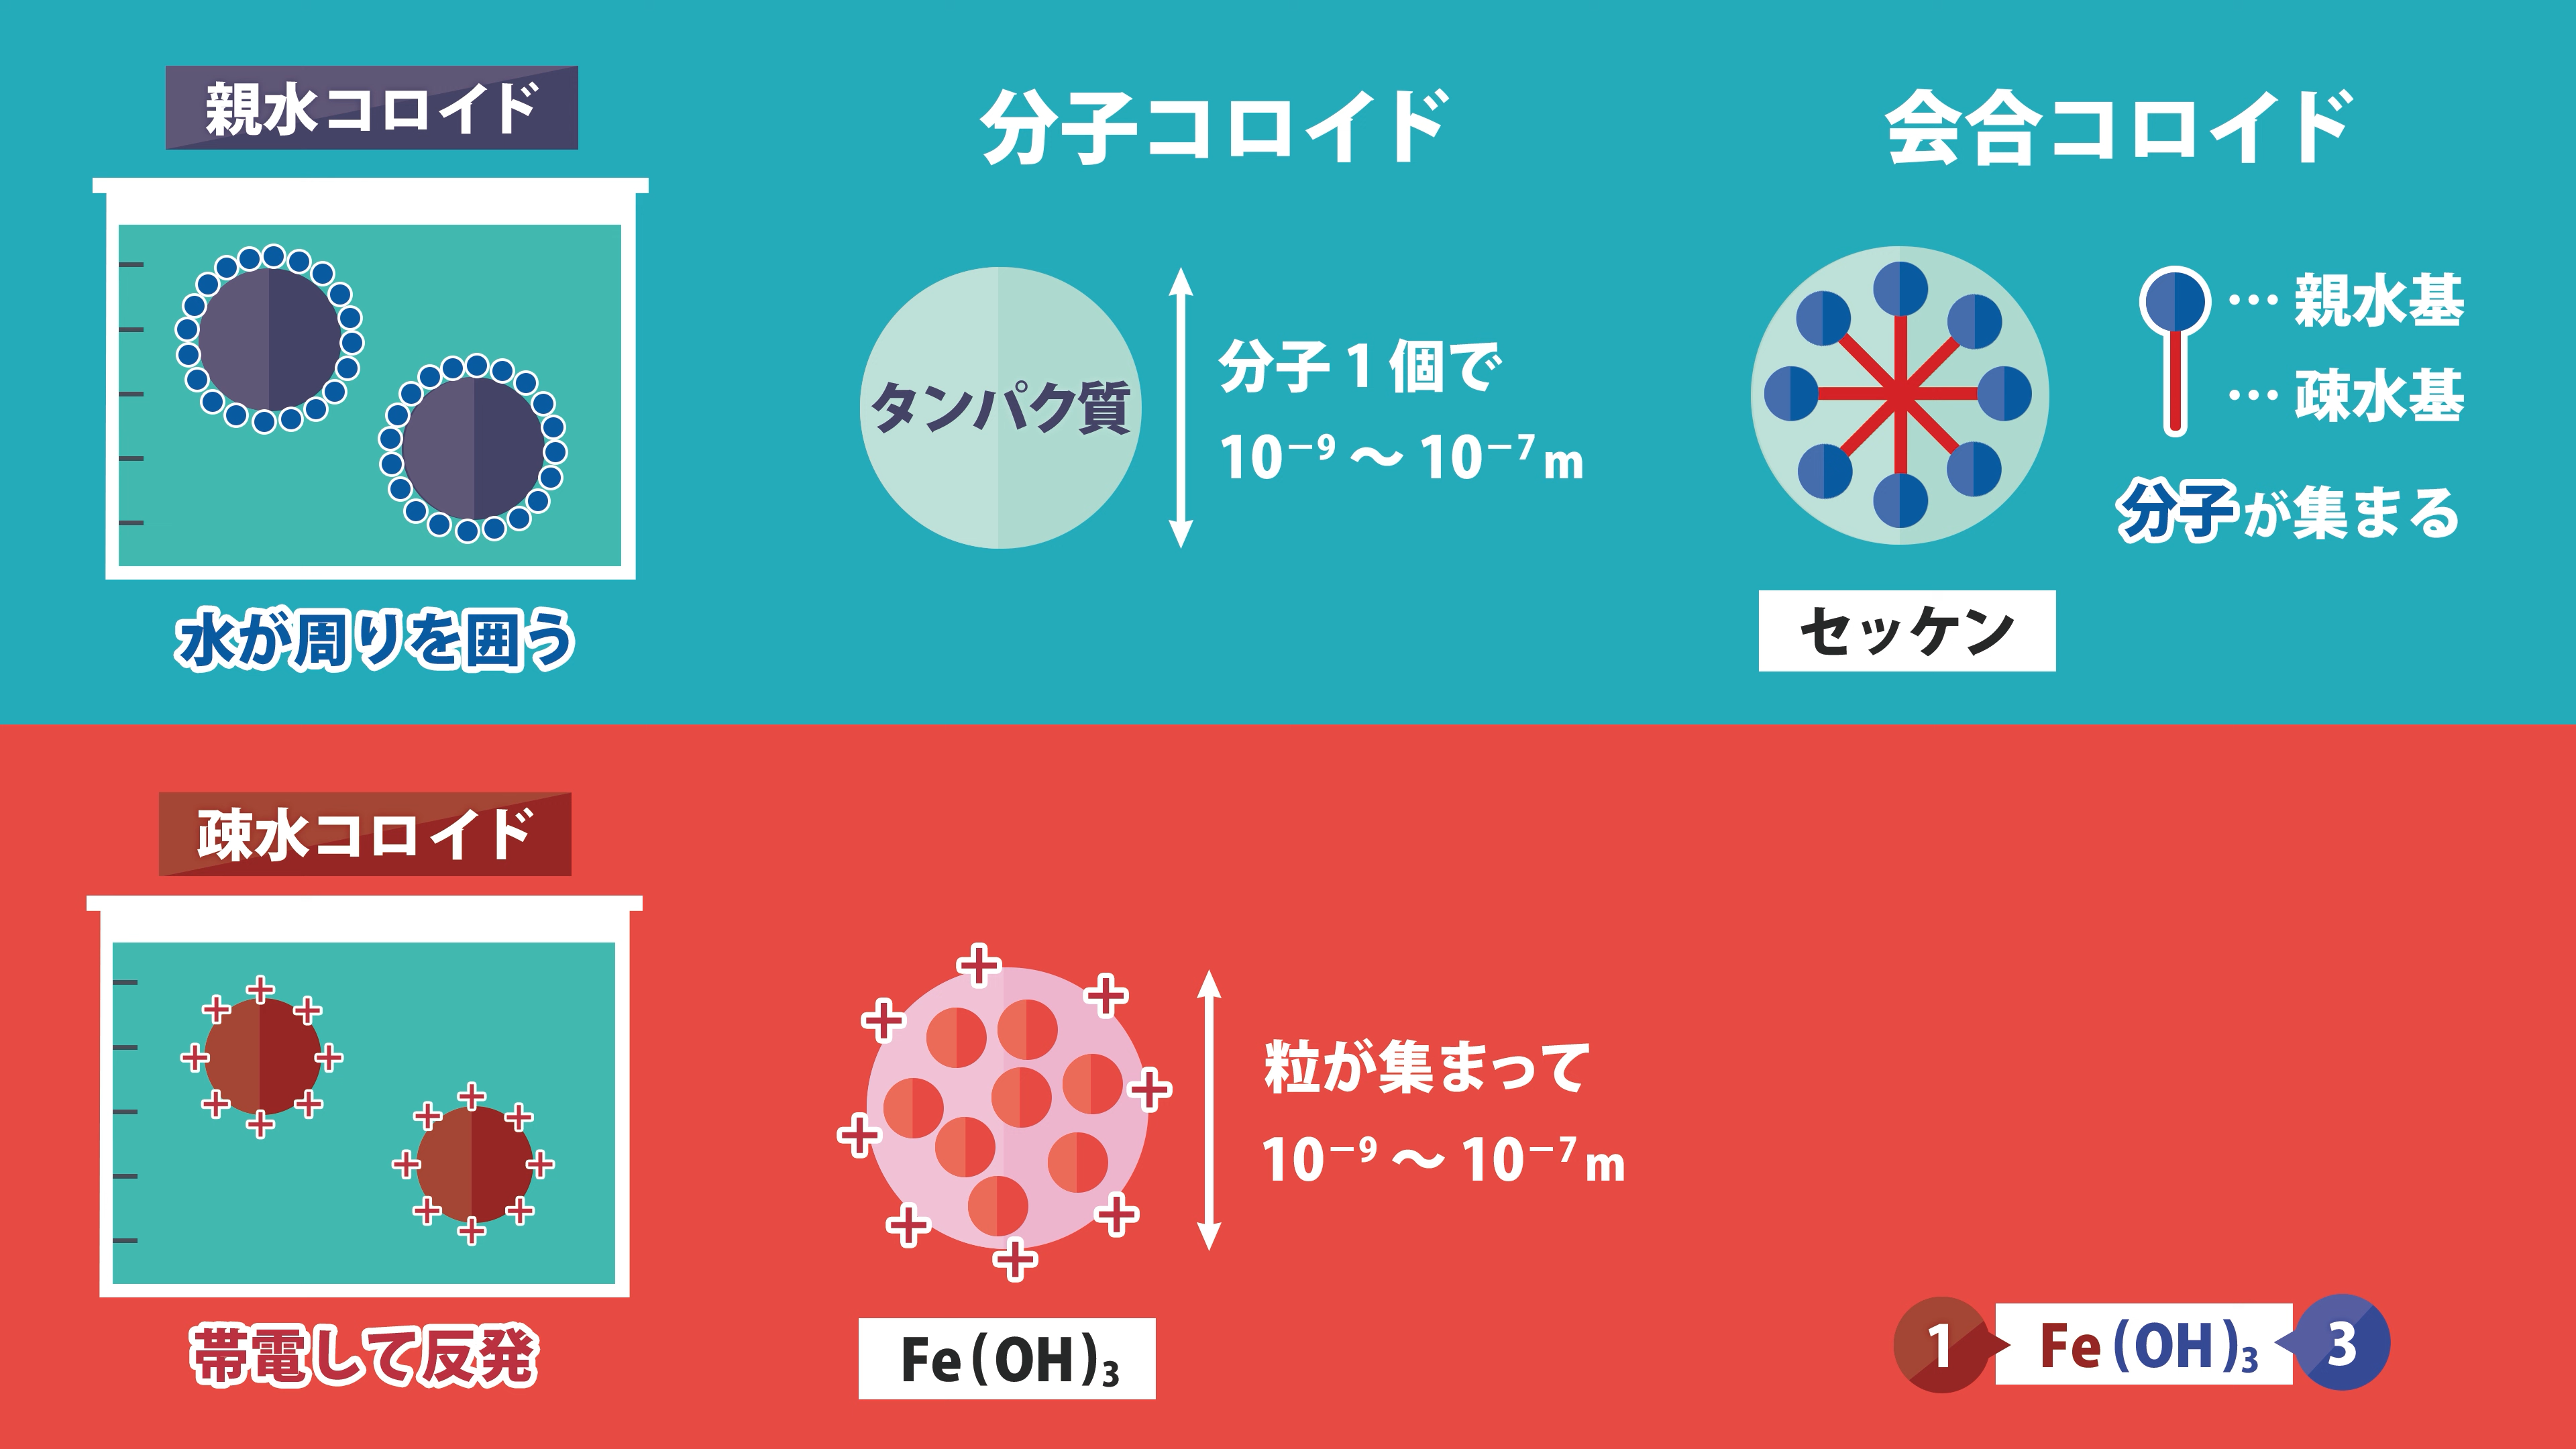 親水コロイド
水が周りを囲う
分子コロイド
タンパク質
分子1個で
10⁻⁹～10⁻⁷m
会合コロイド
… 親水基
… 疎水基
分子が集まる
セッケン
疎水コロイド
+ + + + + + + +
+ + + + + + + +
帯電して反発
+ + + + + + + + +
粒が集まって
10⁻⁹～10⁻⁷m
Fe(OH)₃
1 Fe(OH)₃ 3